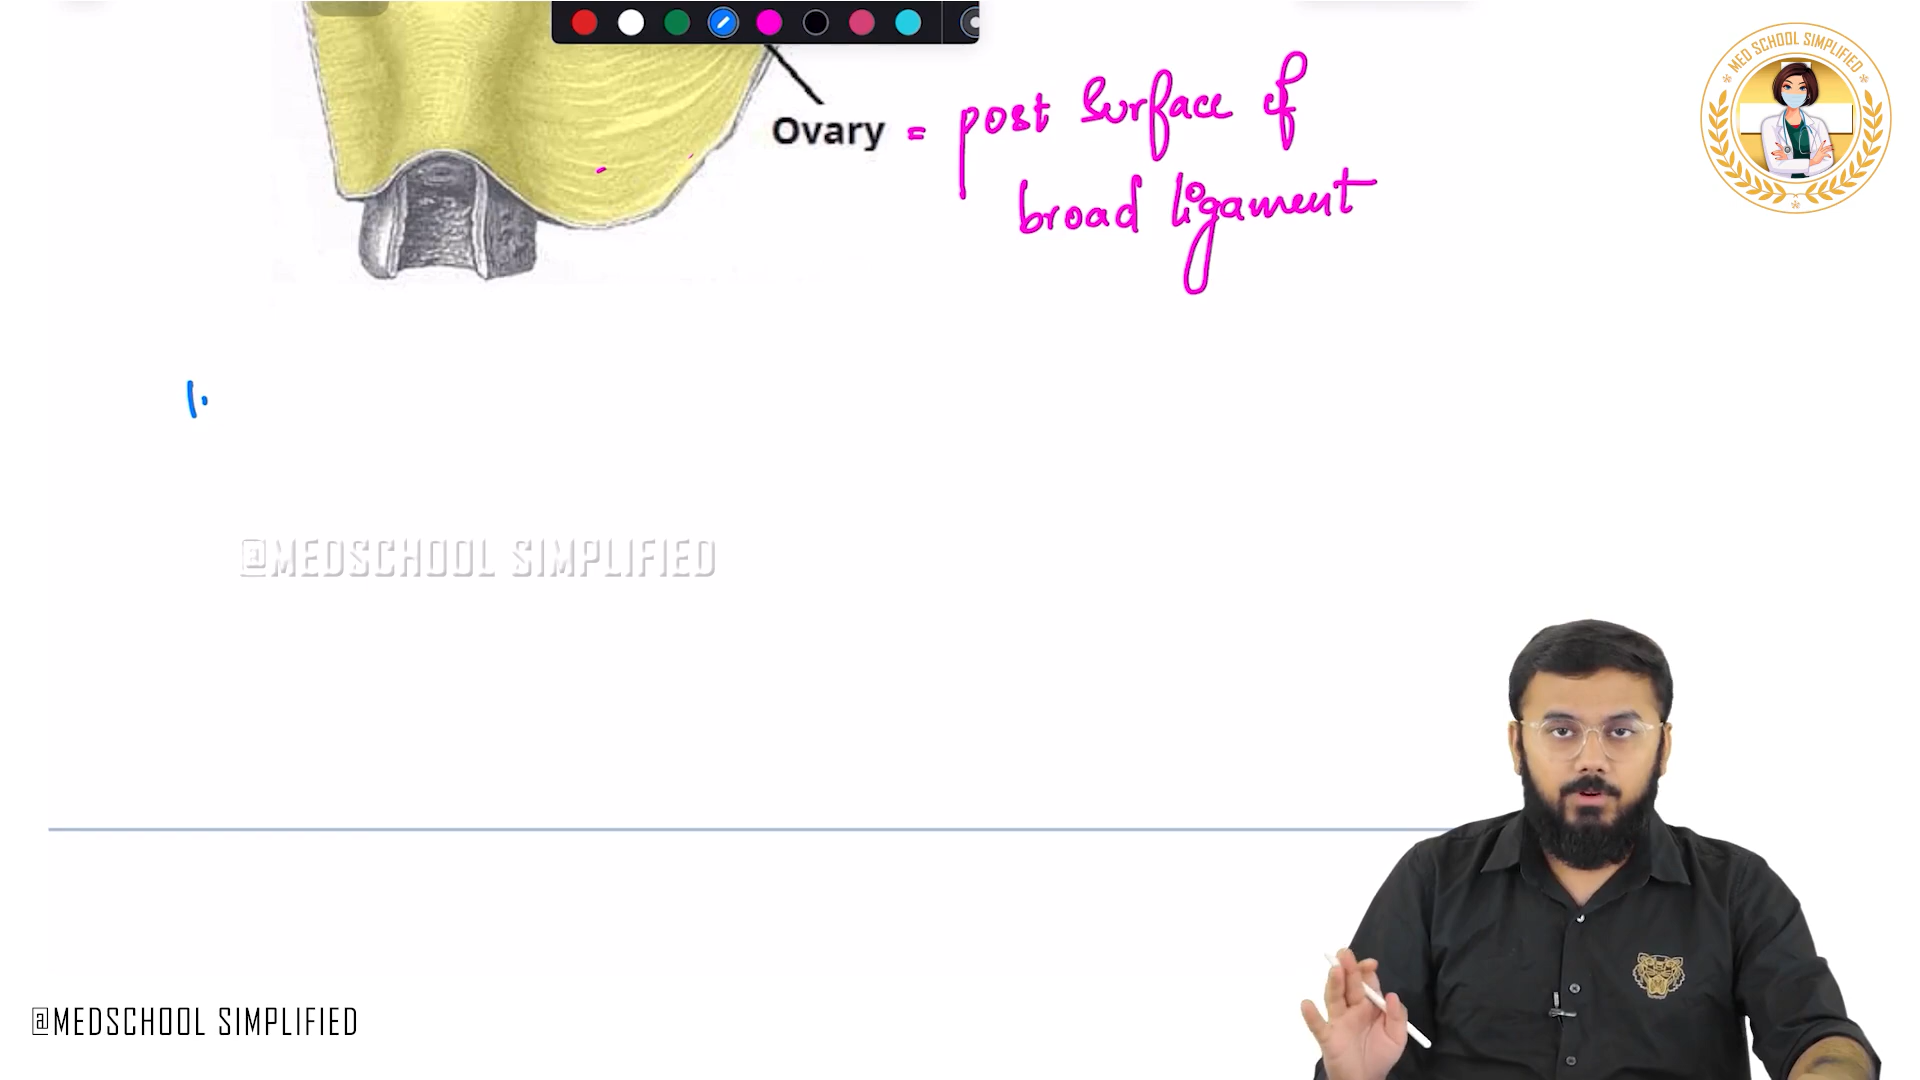 MED SCHOOL SIMPLIFIED
Ovary = post surface of
broad ligament
1.
@MEDSCHOOL SIMPLIFIED
@MEDSCHOOL SIMPLIFIED